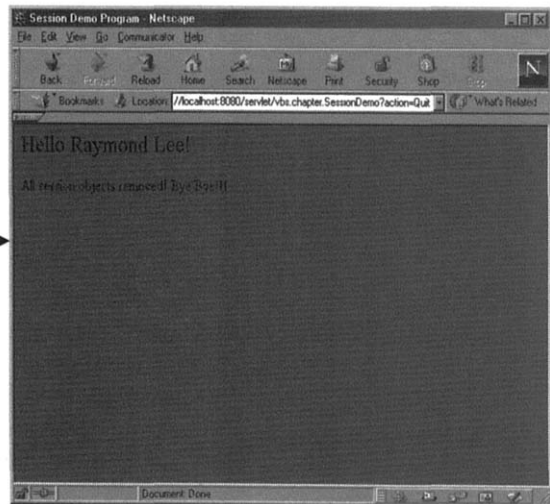 Session Demo Program - Netscape
File Edit View Go Communicator Help
Back Forward Reload Home Search Netscape Print Security Shop Stop N
Bookmarks Location //localhost:8080/servlet/vbs.chapter.SessionDemo?action=Quit What's Related
Hello Raymond Lee!
All session objects removed! Bye Bye!!!
Document: Done